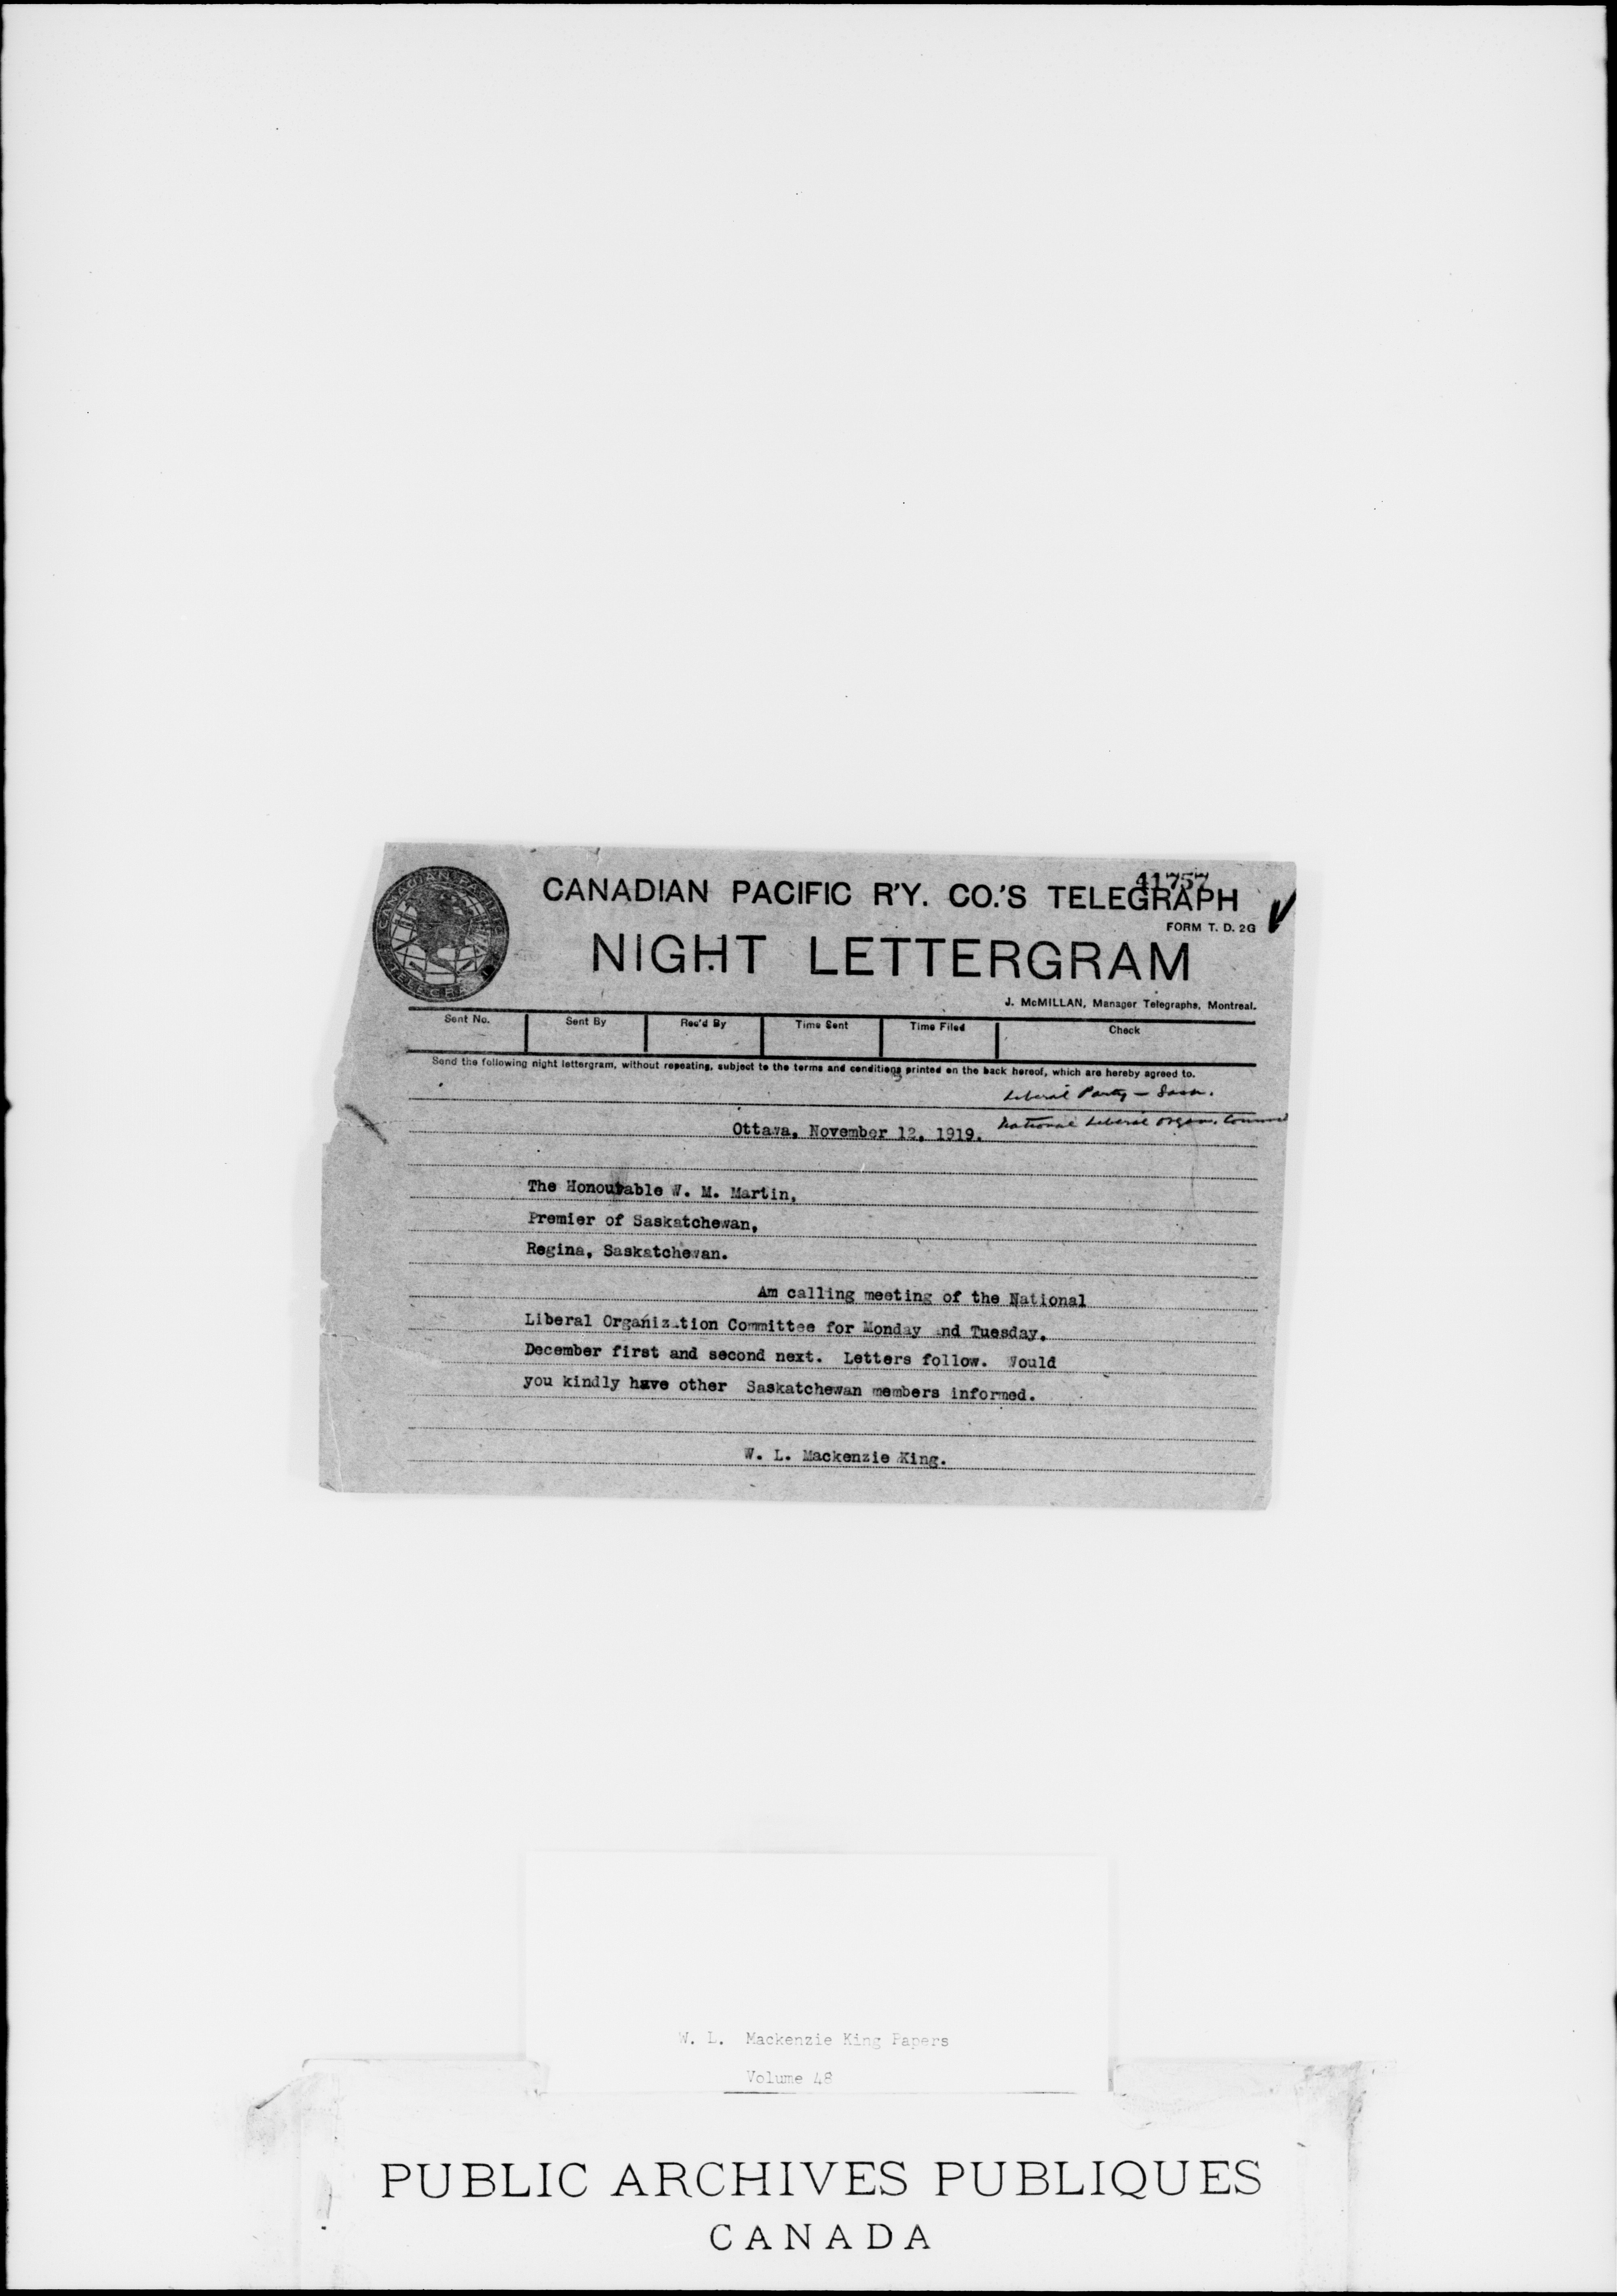 41757
CANADIAN PACIFIC R'Y. CO.'S TELEGRAPH
FORM T. D. 2G
NIGHT LETTERGRAM
J. McMILLAN, Manager Telegraphs, Montreal.
Sent No. Sent By Rec'd By Time Sent Time Filed Check
Send the following night lettergram, without repeating, subject to the terms and conditions printed on the back hereof, which are hereby agreed to.
Liberal Party – Sask.
National Liberal Organ.
Ottawa, November 12, 1919.
The Honourable W. M. Martin,
Premier of Saskatchewan,
Regina, Saskatchewan.
Am calling meeting of the National
Liberal Organization Committee for Monday and Tuesday,
December first and second next. Letters follow. Would
you kindly have other Saskatchewan members informed.
W. L. Mackenzie King.
W. L. Mackenzie King Papers
Volume 48
PUBLIC ARCHIVES PUBLIQUES
CANADA